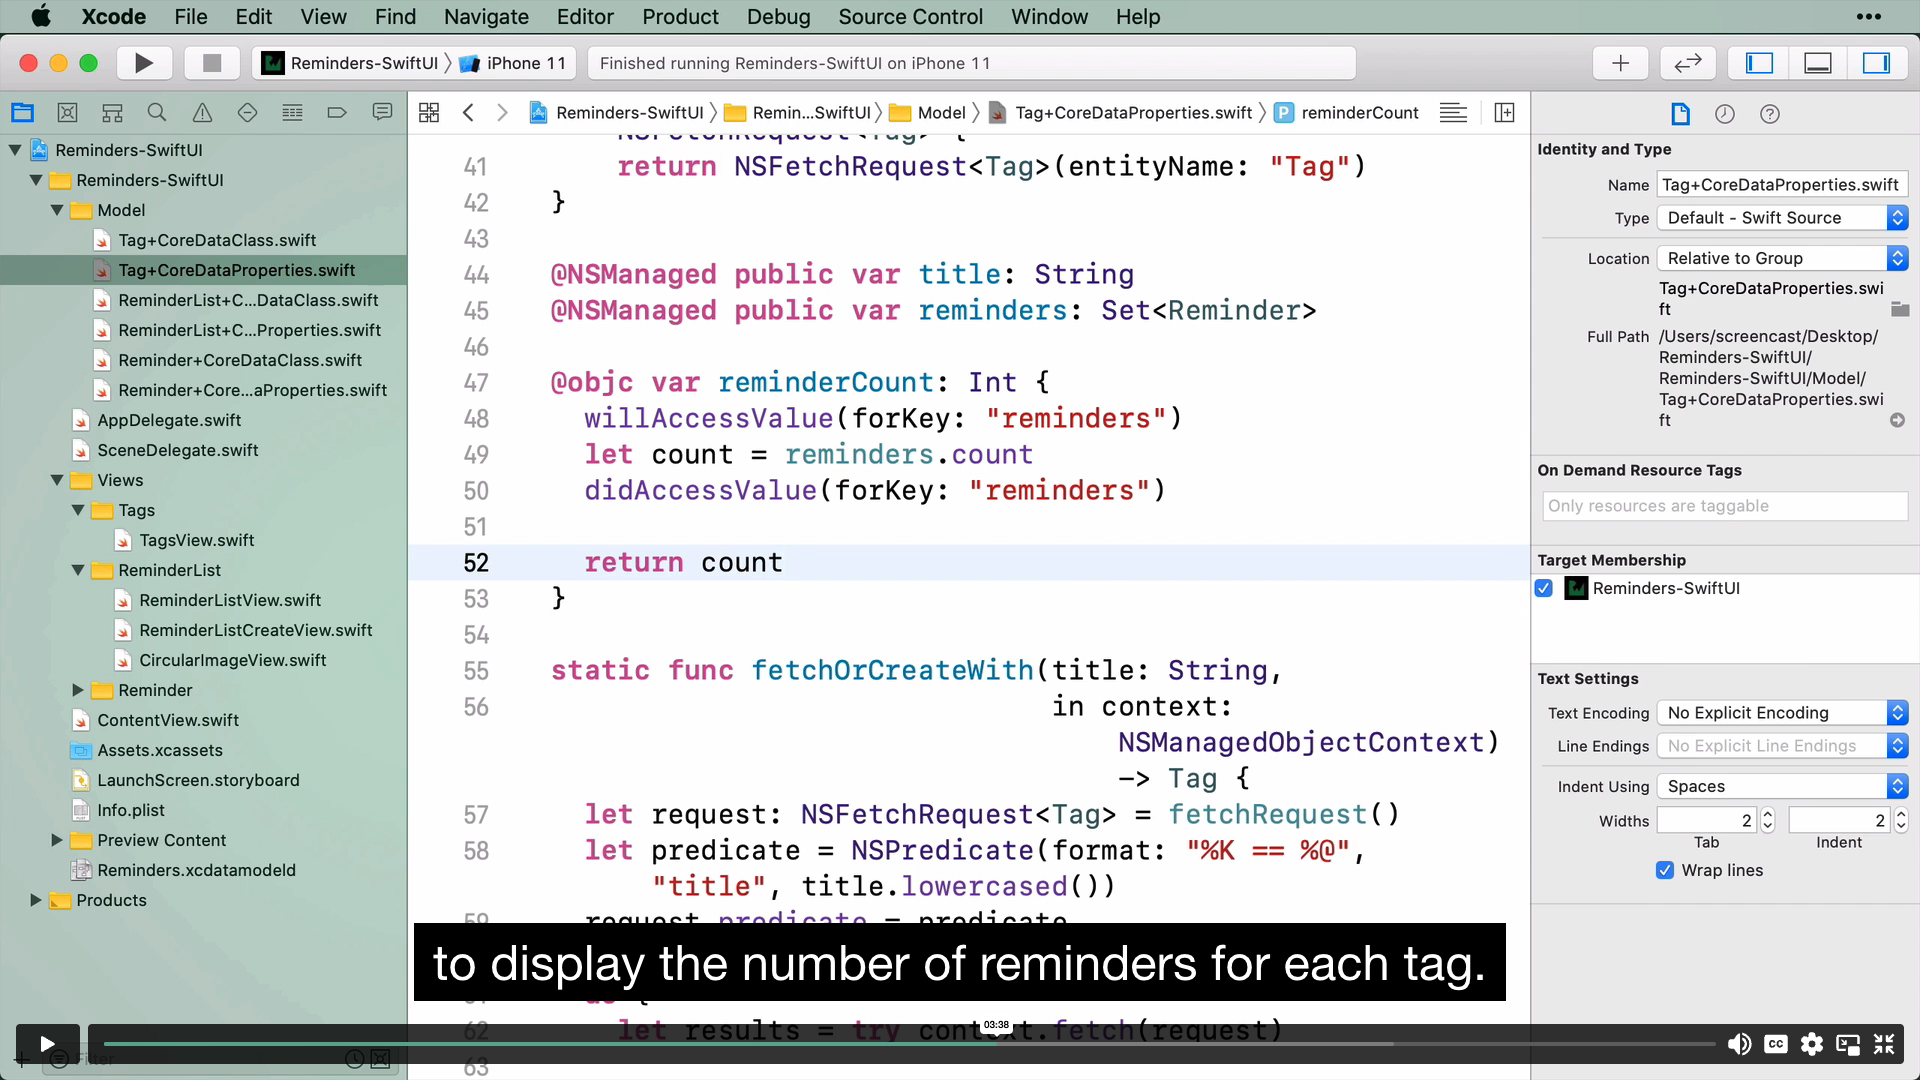 Xcode File Edit View Find Navigate Editor Product Debug Source Control Window Help
Reminders-SwiftUI iPhone 11
Finished running Reminders-SwiftUI on iPhone 11
Reminders-SwiftUI
Reminders-SwiftUI
Model
Tag+CoreDataClass.swift
Tag+CoreDataProperties.swift
ReminderList+C...DataClass.swift
ReminderList+C...Properties.swift
Reminder+CoreDataClass.swift
Reminder+Core...aProperties.swift
AppDelegate.swift
SceneDelegate.swift
Views
Tags
TagsView.swift
ReminderList
ReminderListView.swift
ReminderListCreateView.swift
CircularImageView.swift
Reminder
ContentView.swift
Assets.xcassets
LaunchScreen.storyboard
Info.plist
Preview Content
Reminders.xcdatamodeld
Products
Filter
Reminders-SwiftUI Remin...SwiftUI Model Tag+CoreDataProperties.swift P reminderCount
NSFetchRequest<Tag> {
41 return NSFetchRequest<Tag>(entityName: "Tag")
42 }
43
44 @NSManaged public var title: String
45 @NSManaged public var reminders: Set<Reminder>
46
47 @objc var reminderCount: Int {
48 willAccessValue(forKey: "reminders")
49 let count = reminders.count
50 didAccessValue(forKey: "reminders")
51
52 return count
53 }
54
55 static func fetchOrCreateWith(title: String,
56 in context:
NSManagedObjectContext)
-> Tag {
57 let request: NSFetchRequest<Tag> = fetchRequest()
58 let predicate = NSPredicate(format: "%K == %@",
"title", title.lowercased())
59 request.predicate = predicate
to display the number of reminders for each tag.
do {
03:38
62 let results = try context.fetch(request)
63
CC
Identity and Type
Name Tag+CoreDataProperties.swift
Type Default - Swift Source
Location Relative to Group
Tag+CoreDataProperties.swi
ft
Full Path /Users/screencast/Desktop/
Reminders-SwiftUI/
Reminders-SwiftUI/Model/
Tag+CoreDataProperties.swi
ft
On Demand Resource Tags
Only resources are taggable
Target Membership
Reminders-SwiftUI
Text Settings
Text Encoding No Explicit Encoding
Line Endings No Explicit Line Endings
Indent Using Spaces
Widths 2 2
Tab Indent
Wrap lines